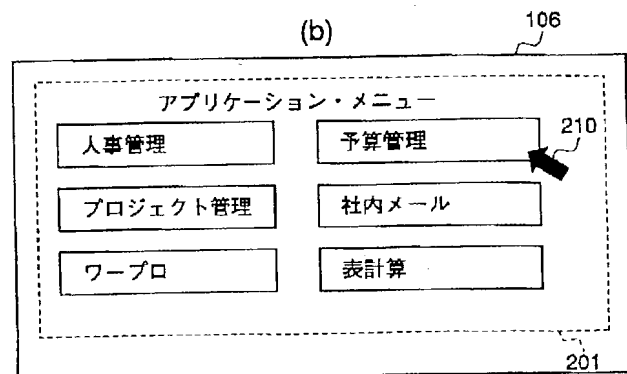 (b)
106
アプリケーション・メニュー
人事管理
予算管理
210
プロジェクト管理
社内メール
ワープロ
表計算
201